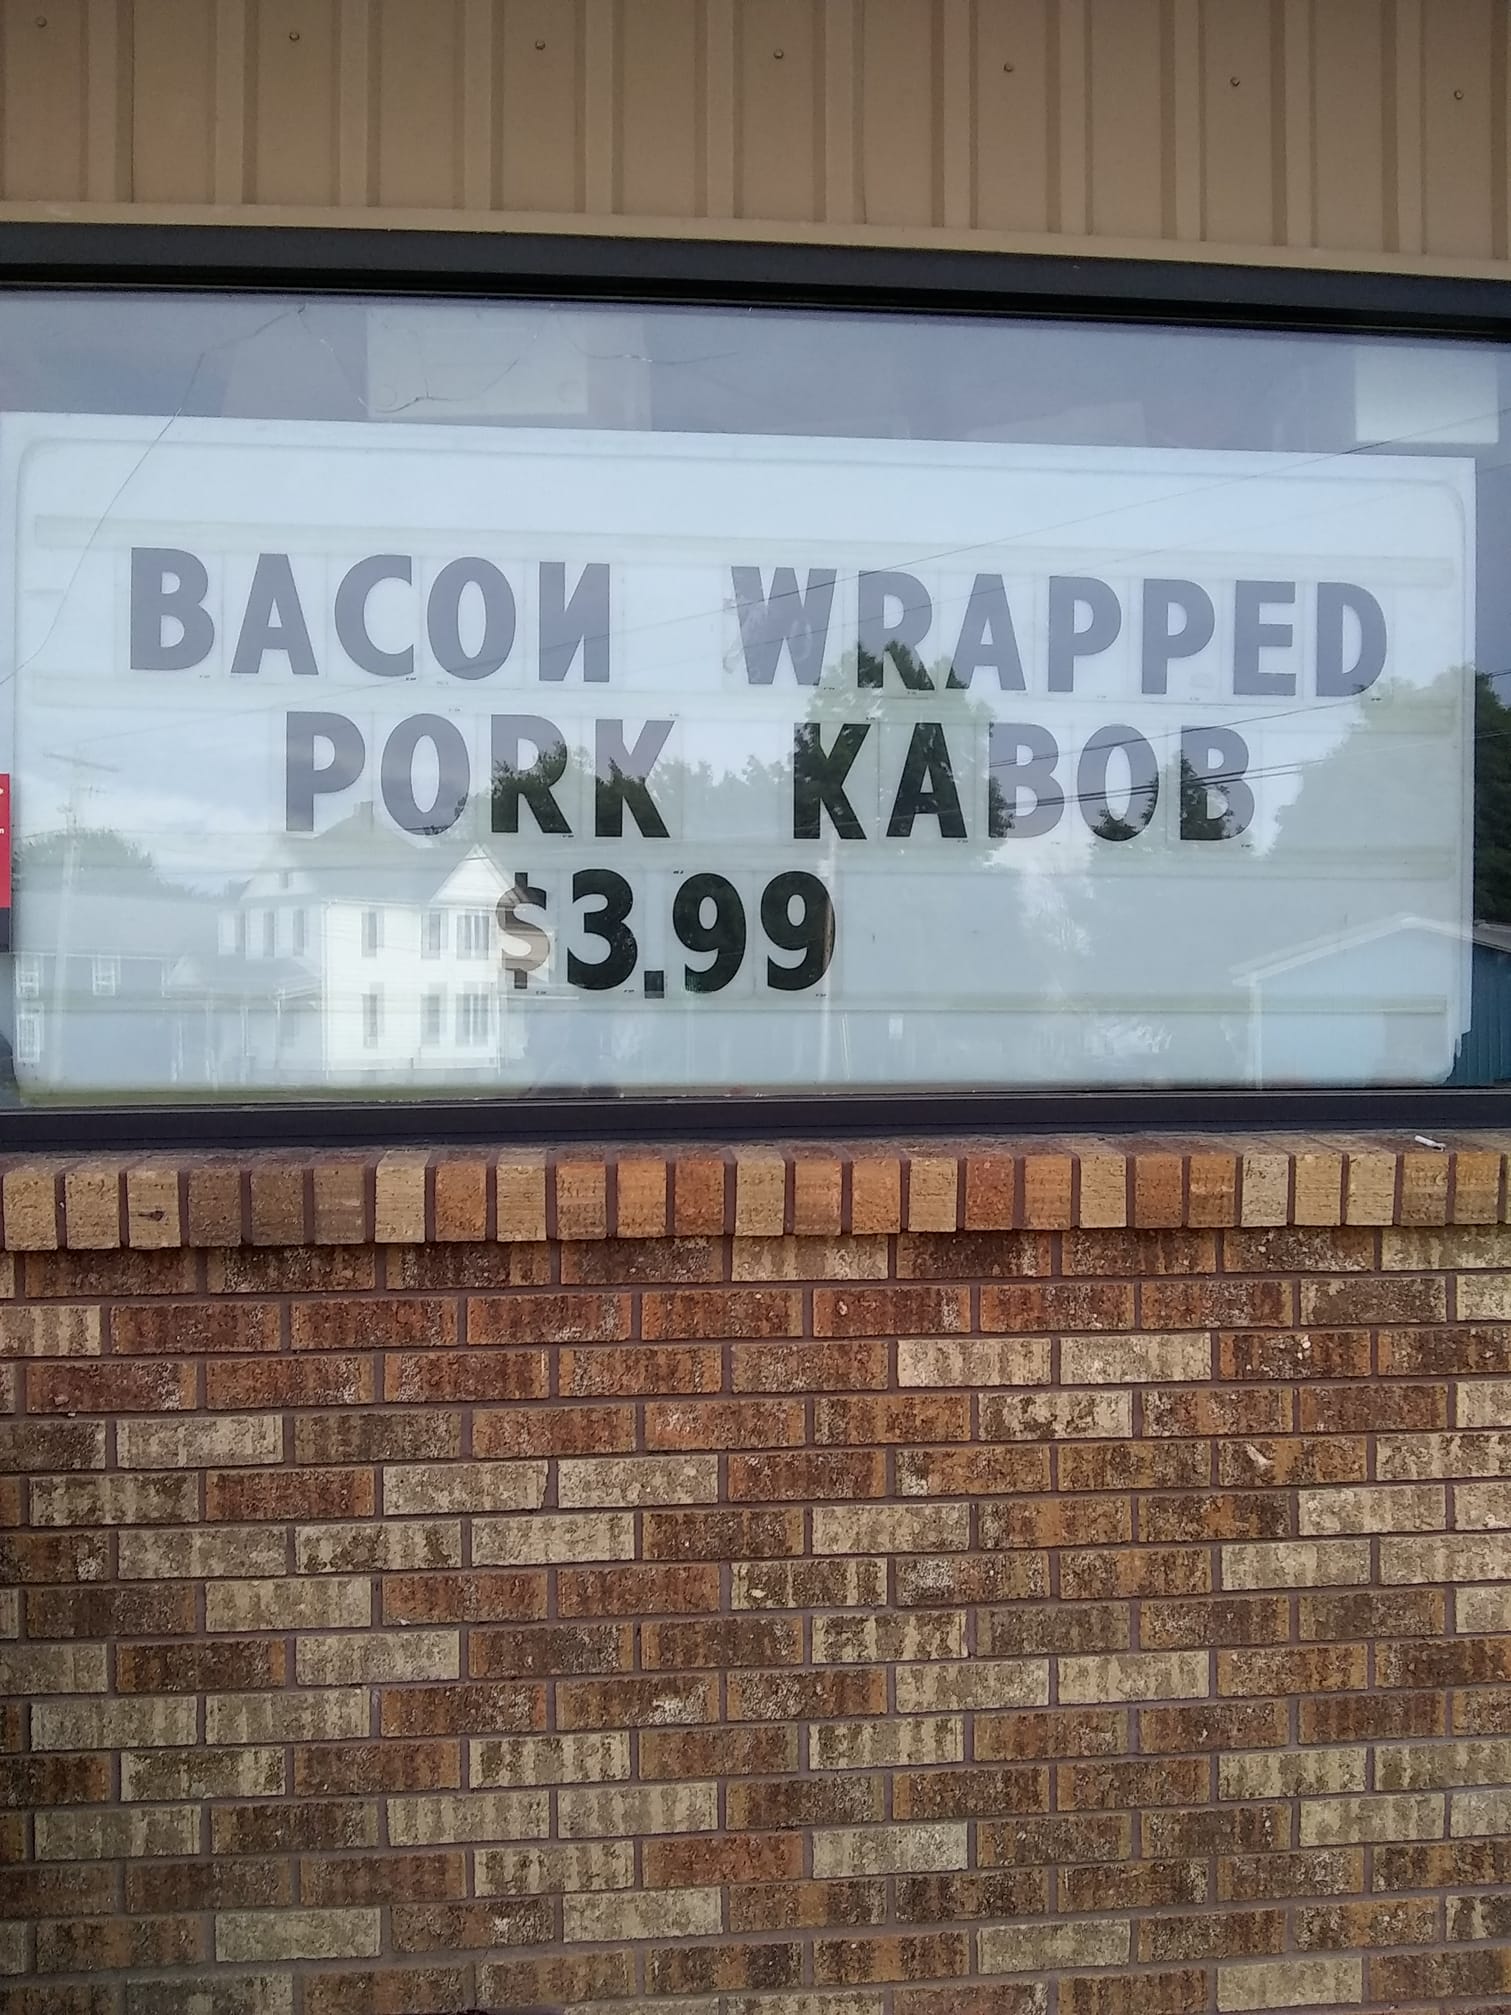 BACOИ WRAPPED
PORK KABOB
$3.99